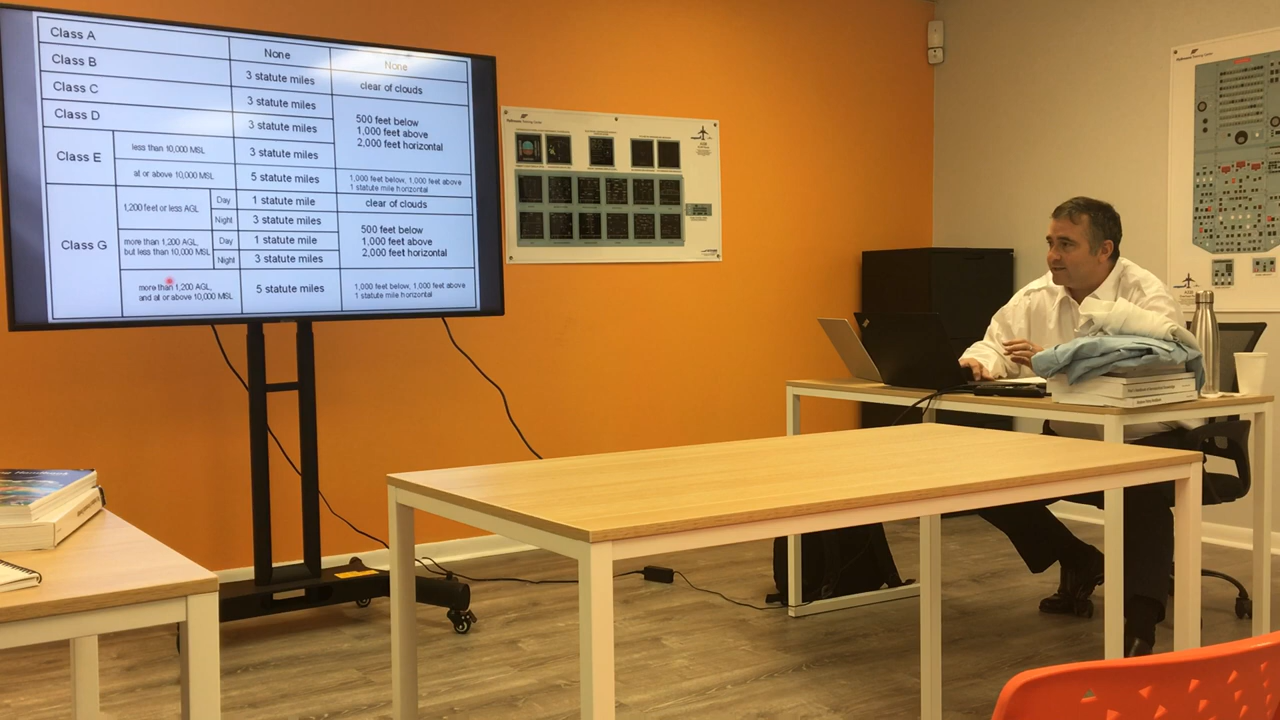 Class A
None
None
Class B
3 statute miles
clear of clouds
Class C
3 statute miles
500 feet below
1,000 feet above
2,000 feet horizontal
Class D
3 statute miles
Class E
less than 10,000 MSL
3 statute miles
at or above 10,000 MSL
5 statute miles
1,000 feet below, 1,000 feet above
1 statute mile horizontal
Class G
1,200 feet or less AGL
Day
1 statute mile
clear of clouds
Night
3 statute miles
500 feet below
1,000 feet above
2,000 feet horizontal
more than 1,200 AGL,
but less than 10,000 MSL
Day
1 statute mile
Night
3 statute miles
more than 1,200 AGL,
and at or above 10,000 MSL
5 statute miles
1,000 feet below, 1,000 feet above
1 statute mile horizontal
Training Center
Training Center